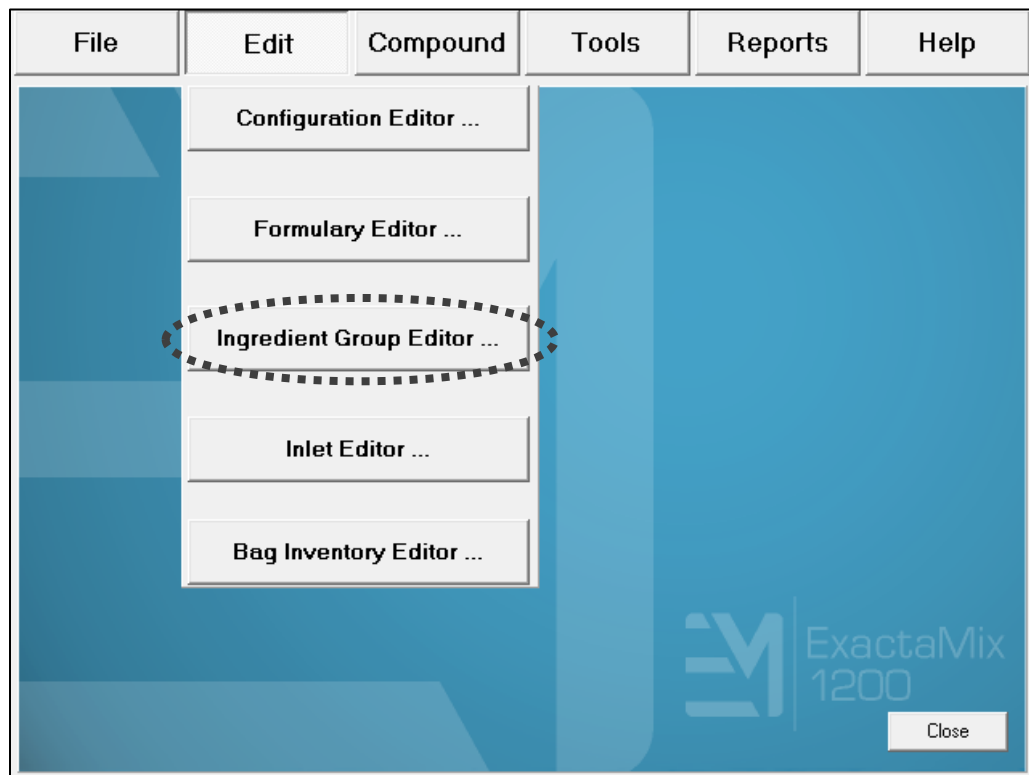 File Edit Compound Tools Reports Help
Configuration Editor ...
Formulary Editor ...
Ingredient Group Editor ...
Inlet Editor ...
Bag Inventory Editor ...
EM ExactaMix
1200
Close